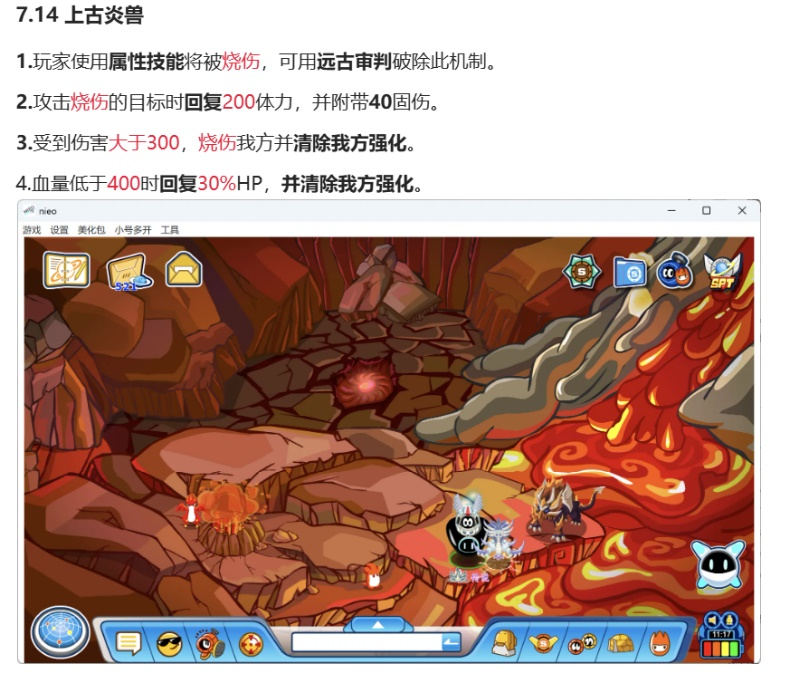 7.14 上古炎兽
1.玩家使用属性技能将被烧伤，可用远古审判破除此机制。
2.攻击烧伤的目标时回复200体力，并附带40固伤。
3.受到伤害大于300，烧伤我方并清除我方强化。
4.血量低于400时回复30%HP，并清除我方强化。
nieo
游戏 设置 美化包 小号多开 工具
S
S
SPT
S
11:17